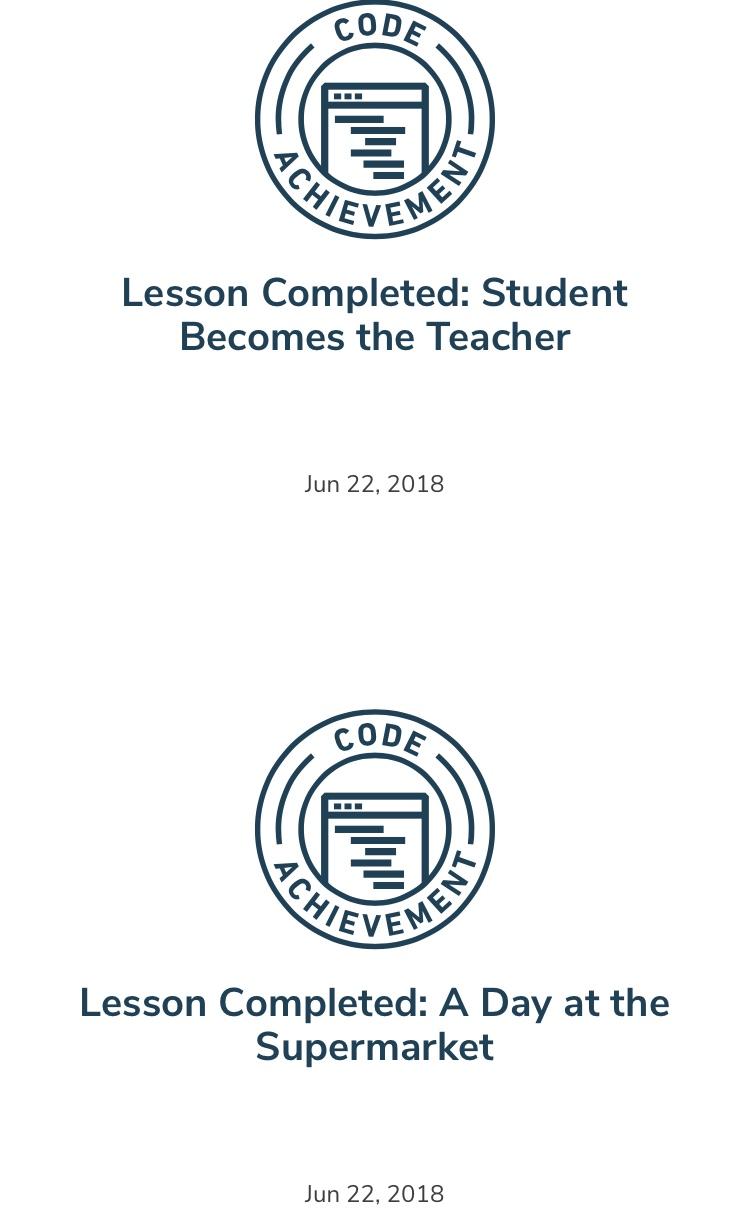 CODE
ACHIEVEMENT
Lesson Completed: Student
Becomes the Teacher
Jun 22, 2018
CODE
ACHIEVEMENT
Lesson Completed: A Day at the
Supermarket
Jun 22, 2018